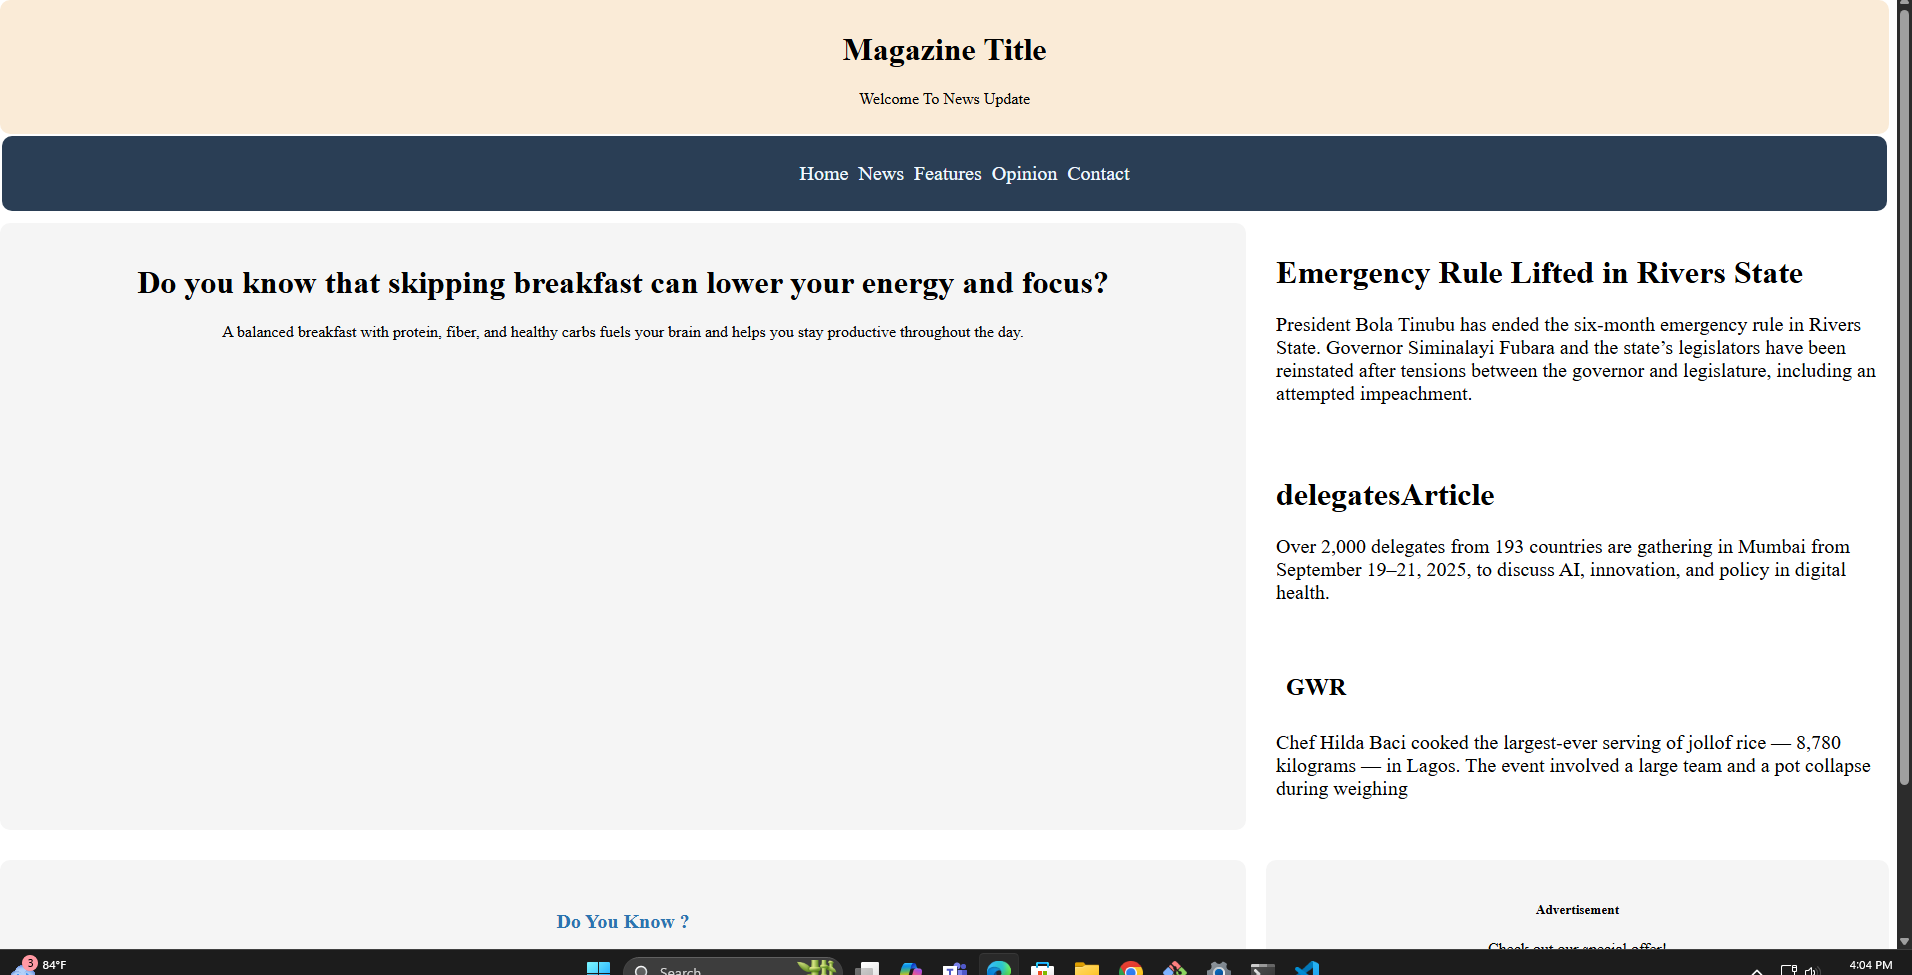 Magazine Title
Welcome To News Update
Home News Features Opinion Contact
Do you know that skipping breakfast can lower your energy and focus?
A balanced breakfast with protein, fiber, and healthy carbs fuels your brain and helps you stay productive throughout the day.
Emergency Rule Lifted in Rivers State
President Bola Tinubu has ended the six-month emergency rule in Rivers
State. Governor Siminalayi Fubara and the state’s legislators have been
reinstated after tensions between the governor and legislature, including an
attempted impeachment.
delegatesArticle
Over 2,000 delegates from 193 countries are gathering in Mumbai from
September 19–21, 2025, to discuss AI, innovation, and policy in digital
health.
GWR
Chef Hilda Baci cooked the largest-ever serving of jollof rice — 8,780
kilograms — in Lagos. The event involved a large team and a pot collapse
during weighing
Do You Know ?
Advertisement
Check out our special offer!
3
84°F
Search
4:04 PM